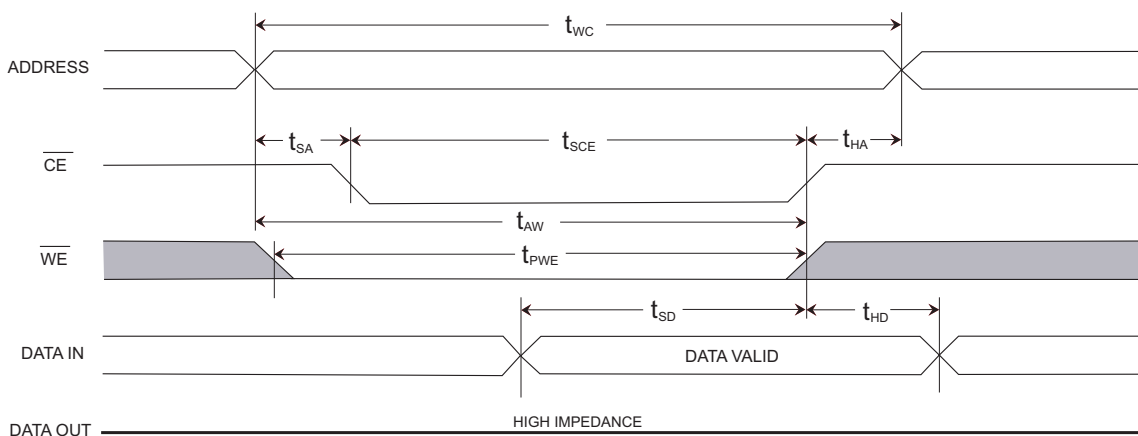 tWC
ADDRESS
tSA tSCE tHA
CE
tAW
WE
tPWE
tSD tHD
DATA IN DATA VALID
HIGH IMPEDANCE
DATA OUT